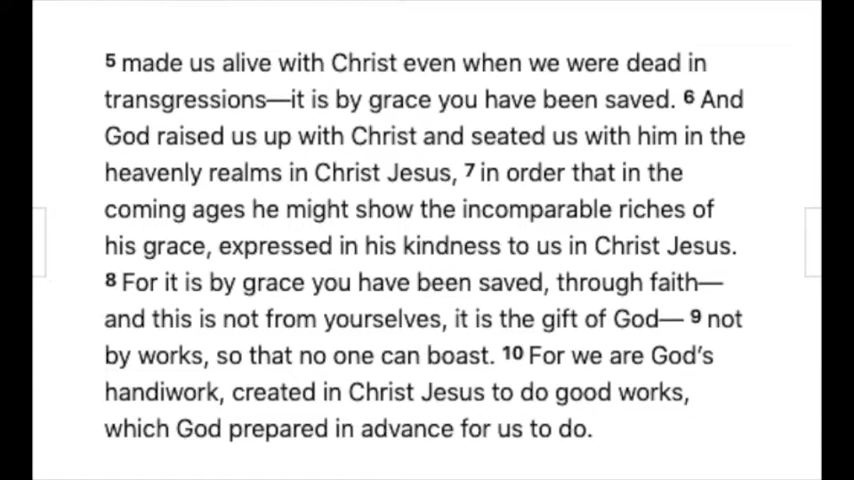 5 made us alive with Christ even when we were dead in
transgressions—it is by grace you have been saved. 6 And
God raised us up with Christ and seated us with him in the
heavenly realms in Christ Jesus, 7 in order that in the
coming ages he might show the incomparable riches of
his grace, expressed in his kindness to us in Christ Jesus.
8 For it is by grace you have been saved, through faith—
and this is not from yourselves, it is the gift of God— 9 not
by works, so that no one can boast. 10 For we are God’s
handiwork, created in Christ Jesus to do good works,
which God prepared in advance for us to do.